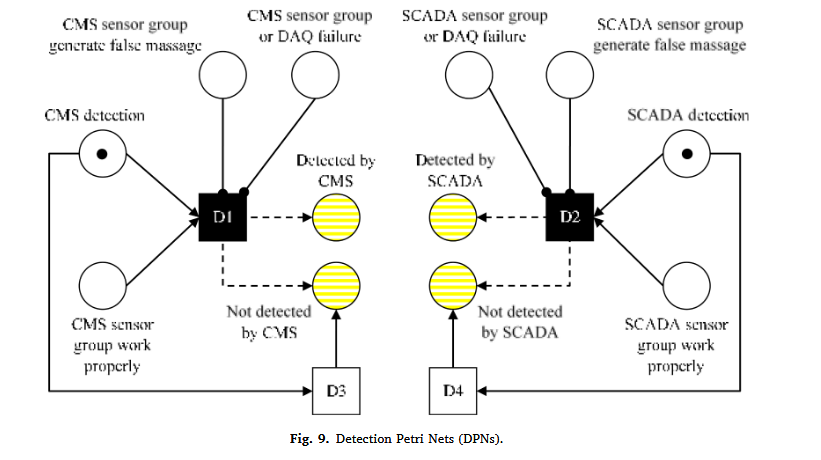 CMS sensor group
generate false massage
CMS sensor group
or DAQ failure
SCADA sensor group
or DAQ failure
SCADA sensor group
generate false massage
CMS detection
SCADA detection
Detected by
CMS
Detected by
SCADA
D1
D2
Not detected
by CMS
Not detected
by SCADA
CMS sensor
group work
properly
SCADA sensor
group work
properly
D3
D4
Fig. 9. Detection Petri Nets (DPNs).